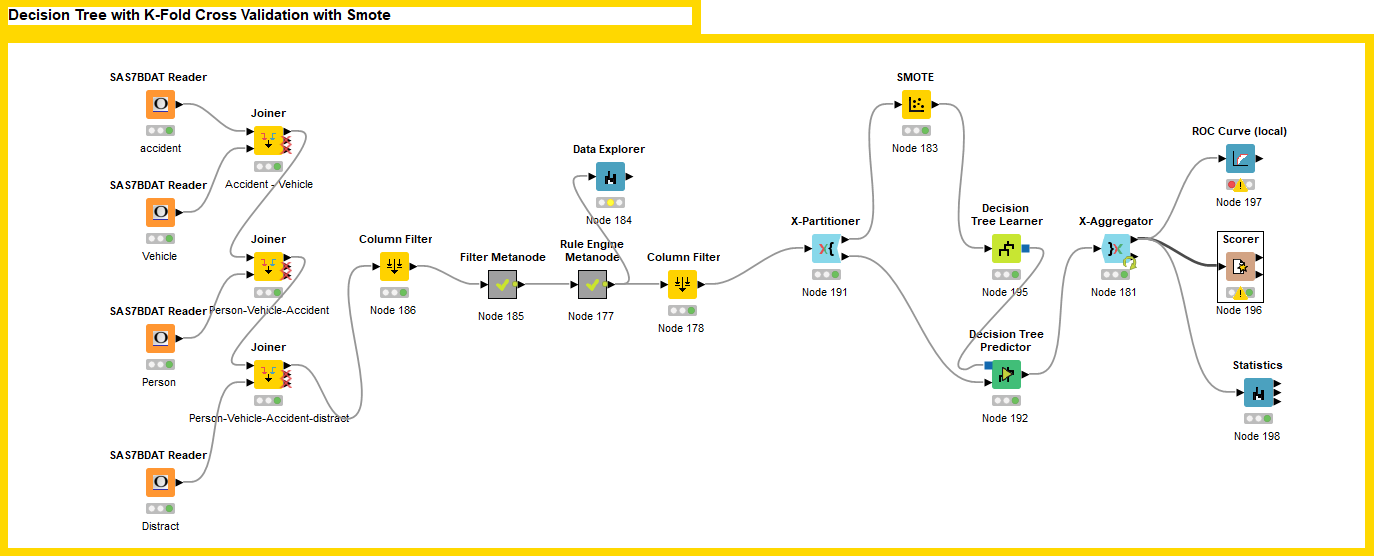 Decision Tree with K-Fold Cross Validation with Smote
SAS7BDAT Reader
accident
Joiner
Accident - Vehicle
SAS7BDAT Reader
Vehicle
Joiner
Person-Vehicle-Accident
SAS7BDAT Reader
Person
Joiner
Person-Vehicle-Accident-distract
SAS7BDAT Reader
Distract
Column Filter
Node 186
Filter Metanode
Node 185
Data Explorer
Node 184
Rule Engine
Metanode
Node 177
Column Filter
Node 178
X-Partitioner
Node 191
SMOTE
Node 183
Decision
Tree Learner
Node 195
Decision Tree
Predictor
Node 192
X-Aggregator
Node 181
ROC Curve (local)
Node 197
Scorer
Node 196
Statistics
Node 198